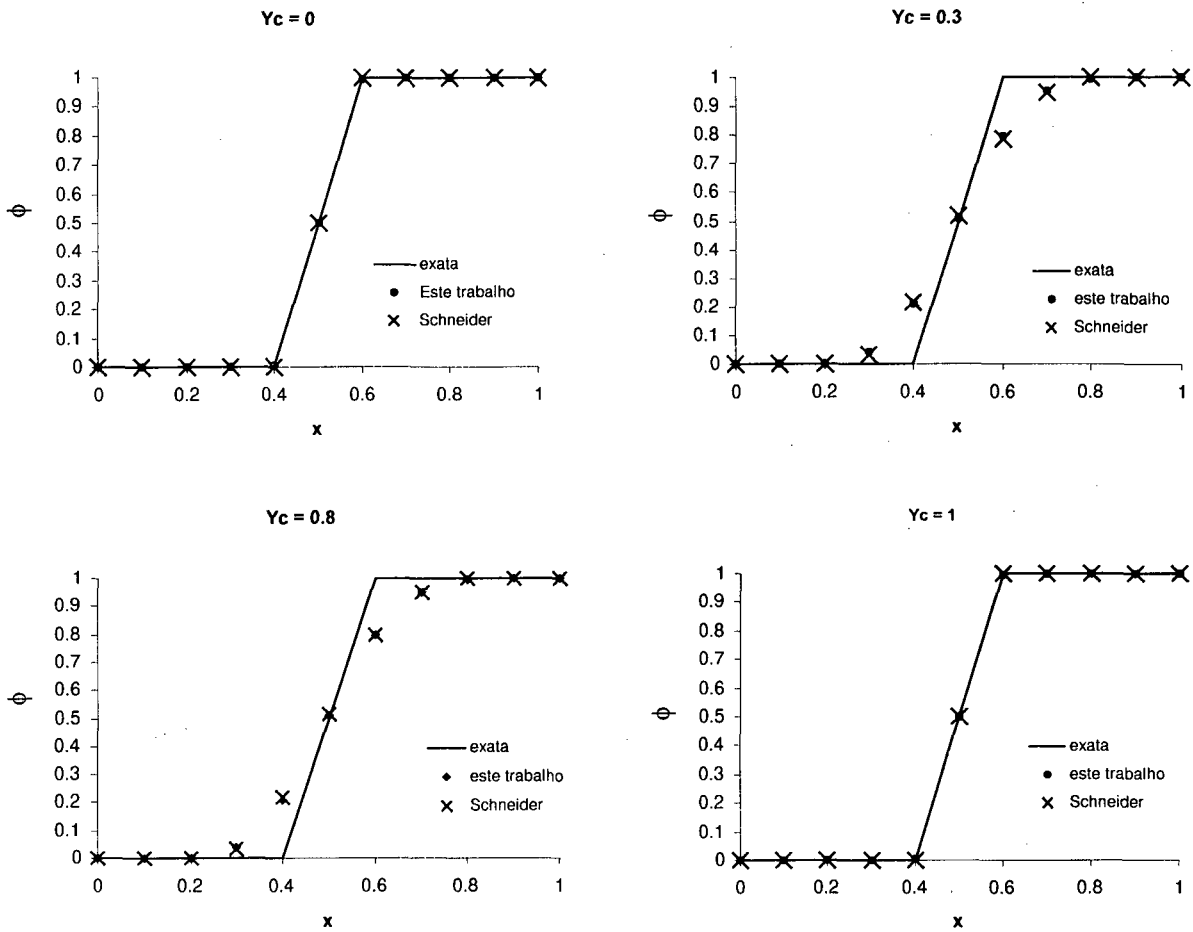 Yc = 0
1
0.9
0.8
0.7
0.6
0.5
0.4
0.3
0.2
0.1
0
ϕ
exata
Este trabalho
Schneider
0 0.2 0.4 0.6 0.8 1
x
Yc = 0.3
1
0.9
0.8
0.7
0.6
0.5
0.4
0.3
0.2
0.1
0
ϕ
exata
este trabalho
Schneider
0 0.2 0.4 0.6 0.8 1
x
Yc = 0.8
1
0.9
0.8
0.7
0.6
0.5
0.4
0.3
0.2
0.1
0
ϕ
exata
este trabalho
Schneider
0 0.2 0.4 0.6 0.8 1
x
Yc = 1
1
0.9
0.8
0.7
0.6
0.5
0.4
0.3
0.2
0.1
0
ϕ
exata
este trabalho
Schneider
0 0.2 0.4 0.6 0.8 1
x